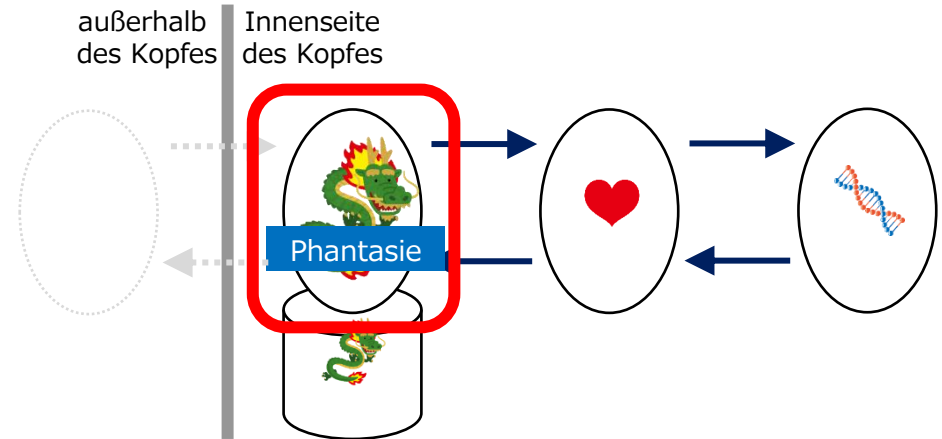 außerhalb
des Kopfes
Innenseite
des Kopfes
Phantasie